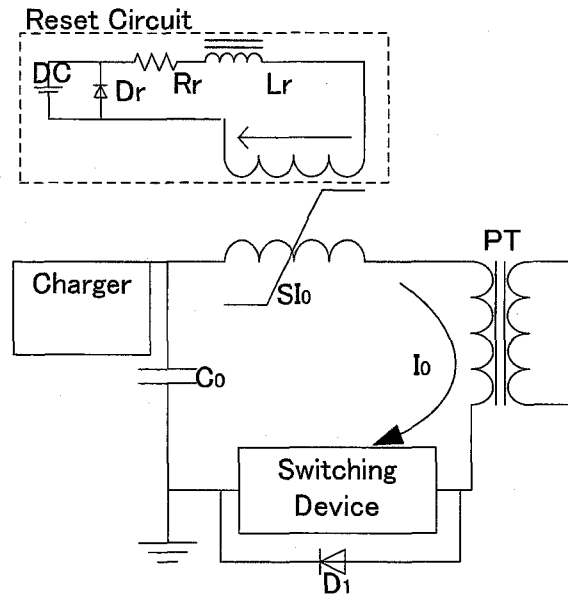 Reset Circuit
DC
Dr
Rr
Lr
Charger
SI0
PT
C0
I0
Switching
Device
D1